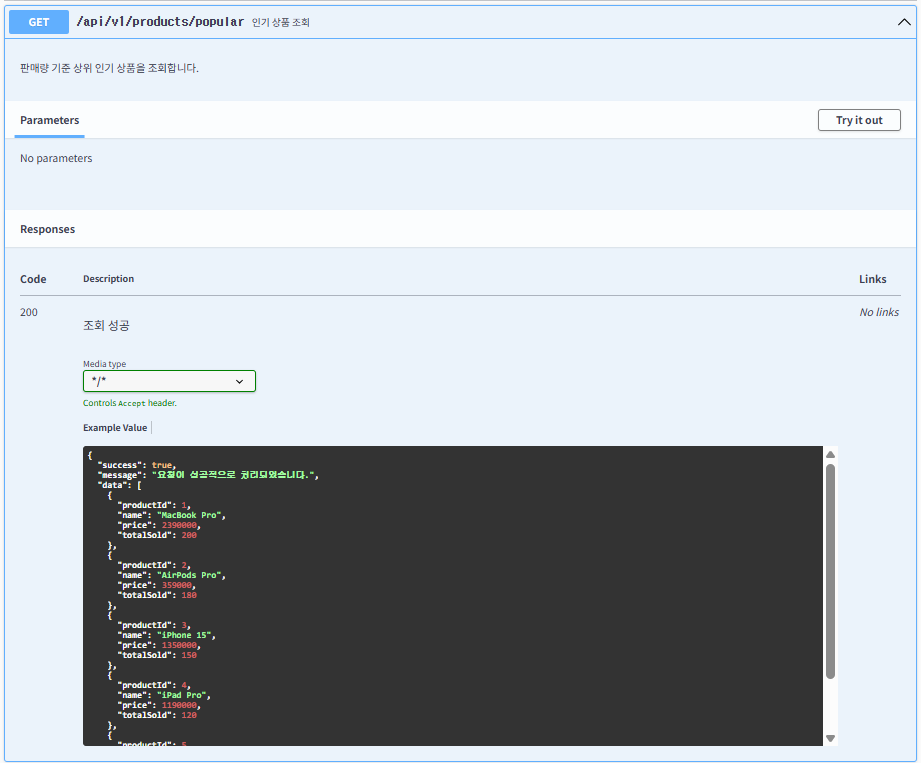 GET /api/v1/products/popular 인기 상품 조회
판매량 기준 상위 인기 상품을 조회합니다.
Parameters
Try it out
No parameters
Responses
Code Description Links
200 조회 성공 No links
Media type
*/*
Controls Accept header.
Example Value
{
  "success": true,
  "message": "요청이 성공적으로 처리되었습니다.",
  "data": [
    {
      "productId": 1,
      "name": "MacBook Pro",
      "price": 2390000,
      "totalSold": 200
    },
    {
      "productId": 2,
      "name": "AirPods Pro",
      "price": 359000,
      "totalSold": 180
    },
    {
      "productId": 3,
      "name": "iPhone 15",
      "price": 1350000,
      "totalSold": 150
    },
    {
      "productId": 4,
      "name": "iPad Pro",
      "price": 1190000,
      "totalSold": 120
    },
    {
      "productId": 5